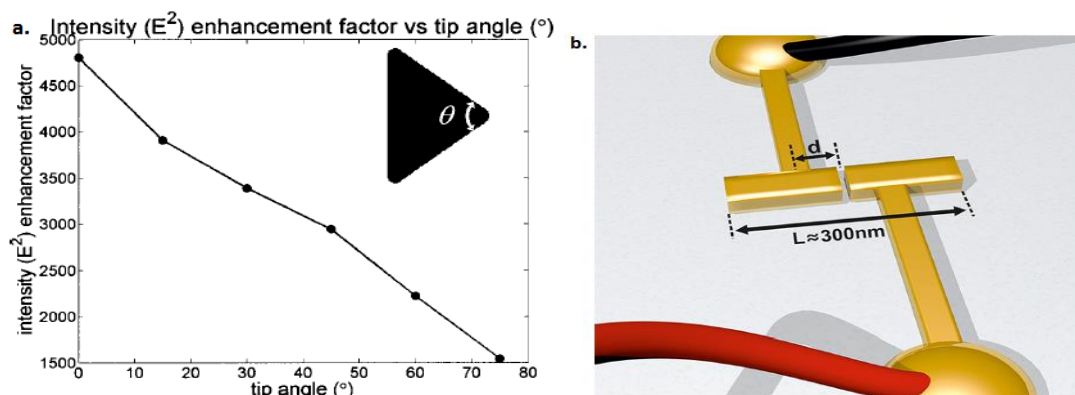 a. Intensity (E²) enhancement factor vs tip angle (°)
5000
4500
4000
3500
3000
2500
2000
1500
intensity (E²) enhancement factor
0 10 20 30 40 50 60 70 80
tip angle (°)
θ
b.
d
L≈300nm